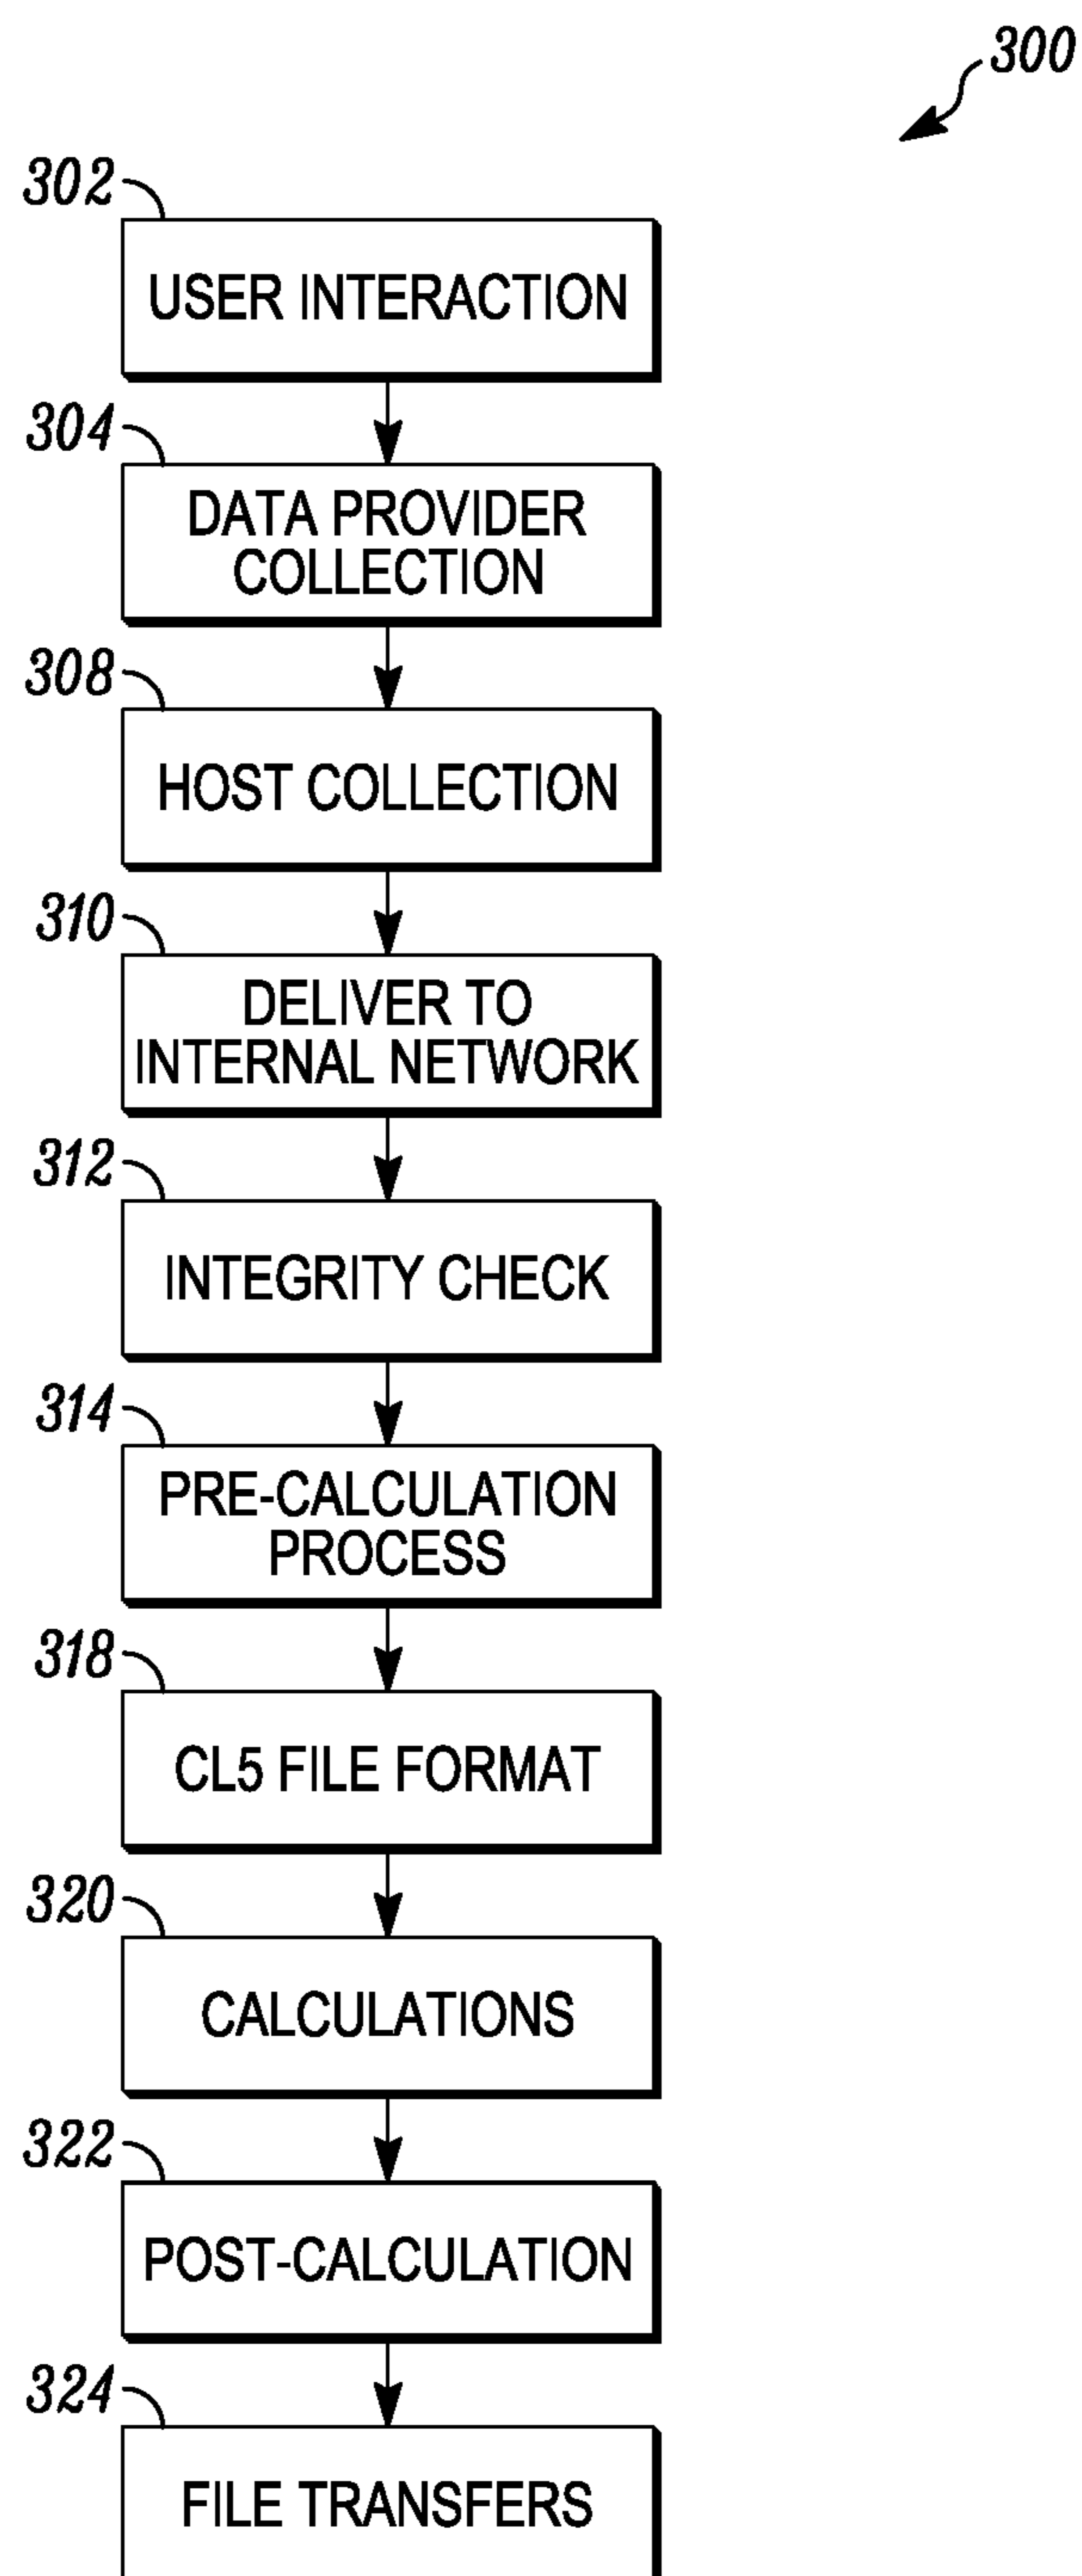 300
302
USER INTERACTION
304
DATA PROVIDER
COLLECTION
308
HOST COLLECTION
310
DELIVER TO
INTERNAL NETWORK
312
INTEGRITY CHECK
314
PRE-CALCULATION
PROCESS
318
CL5 FILE FORMAT
320
CALCULATIONS
322
POST-CALCULATION
324
FILE TRANSFERS